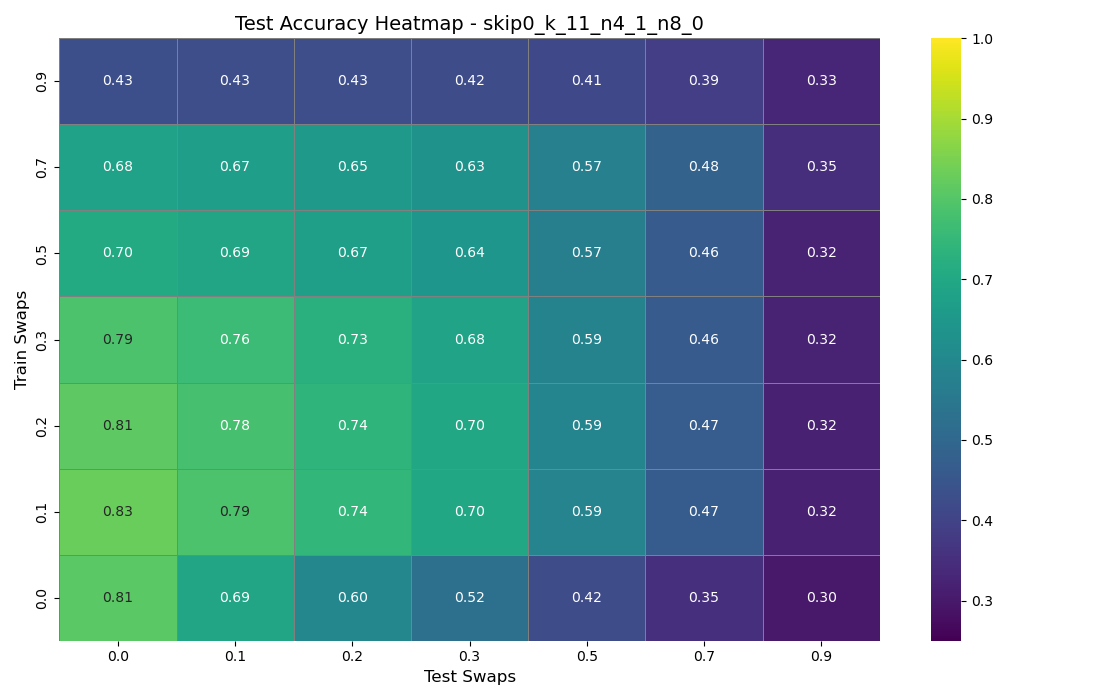 Test Accuracy Heatmap - skip0_k_11_n4_1_n8_0
Train Swaps
0.9 0.43 0.43 0.43 0.42 0.41 0.39 0.33
0.7 0.68 0.67 0.65 0.63 0.57 0.48 0.35
0.5 0.70 0.69 0.67 0.64 0.57 0.46 0.32
0.3 0.79 0.76 0.73 0.68 0.59 0.46 0.32
0.2 0.81 0.78 0.74 0.70 0.59 0.47 0.32
0.1 0.83 0.79 0.74 0.70 0.59 0.47 0.32
0.0 0.81 0.69 0.60 0.52 0.42 0.35 0.30
0.0 0.1 0.2 0.3 0.5 0.7 0.9
Test Swaps
1.0
0.9
0.8
0.7
0.6
0.5
0.4
0.3